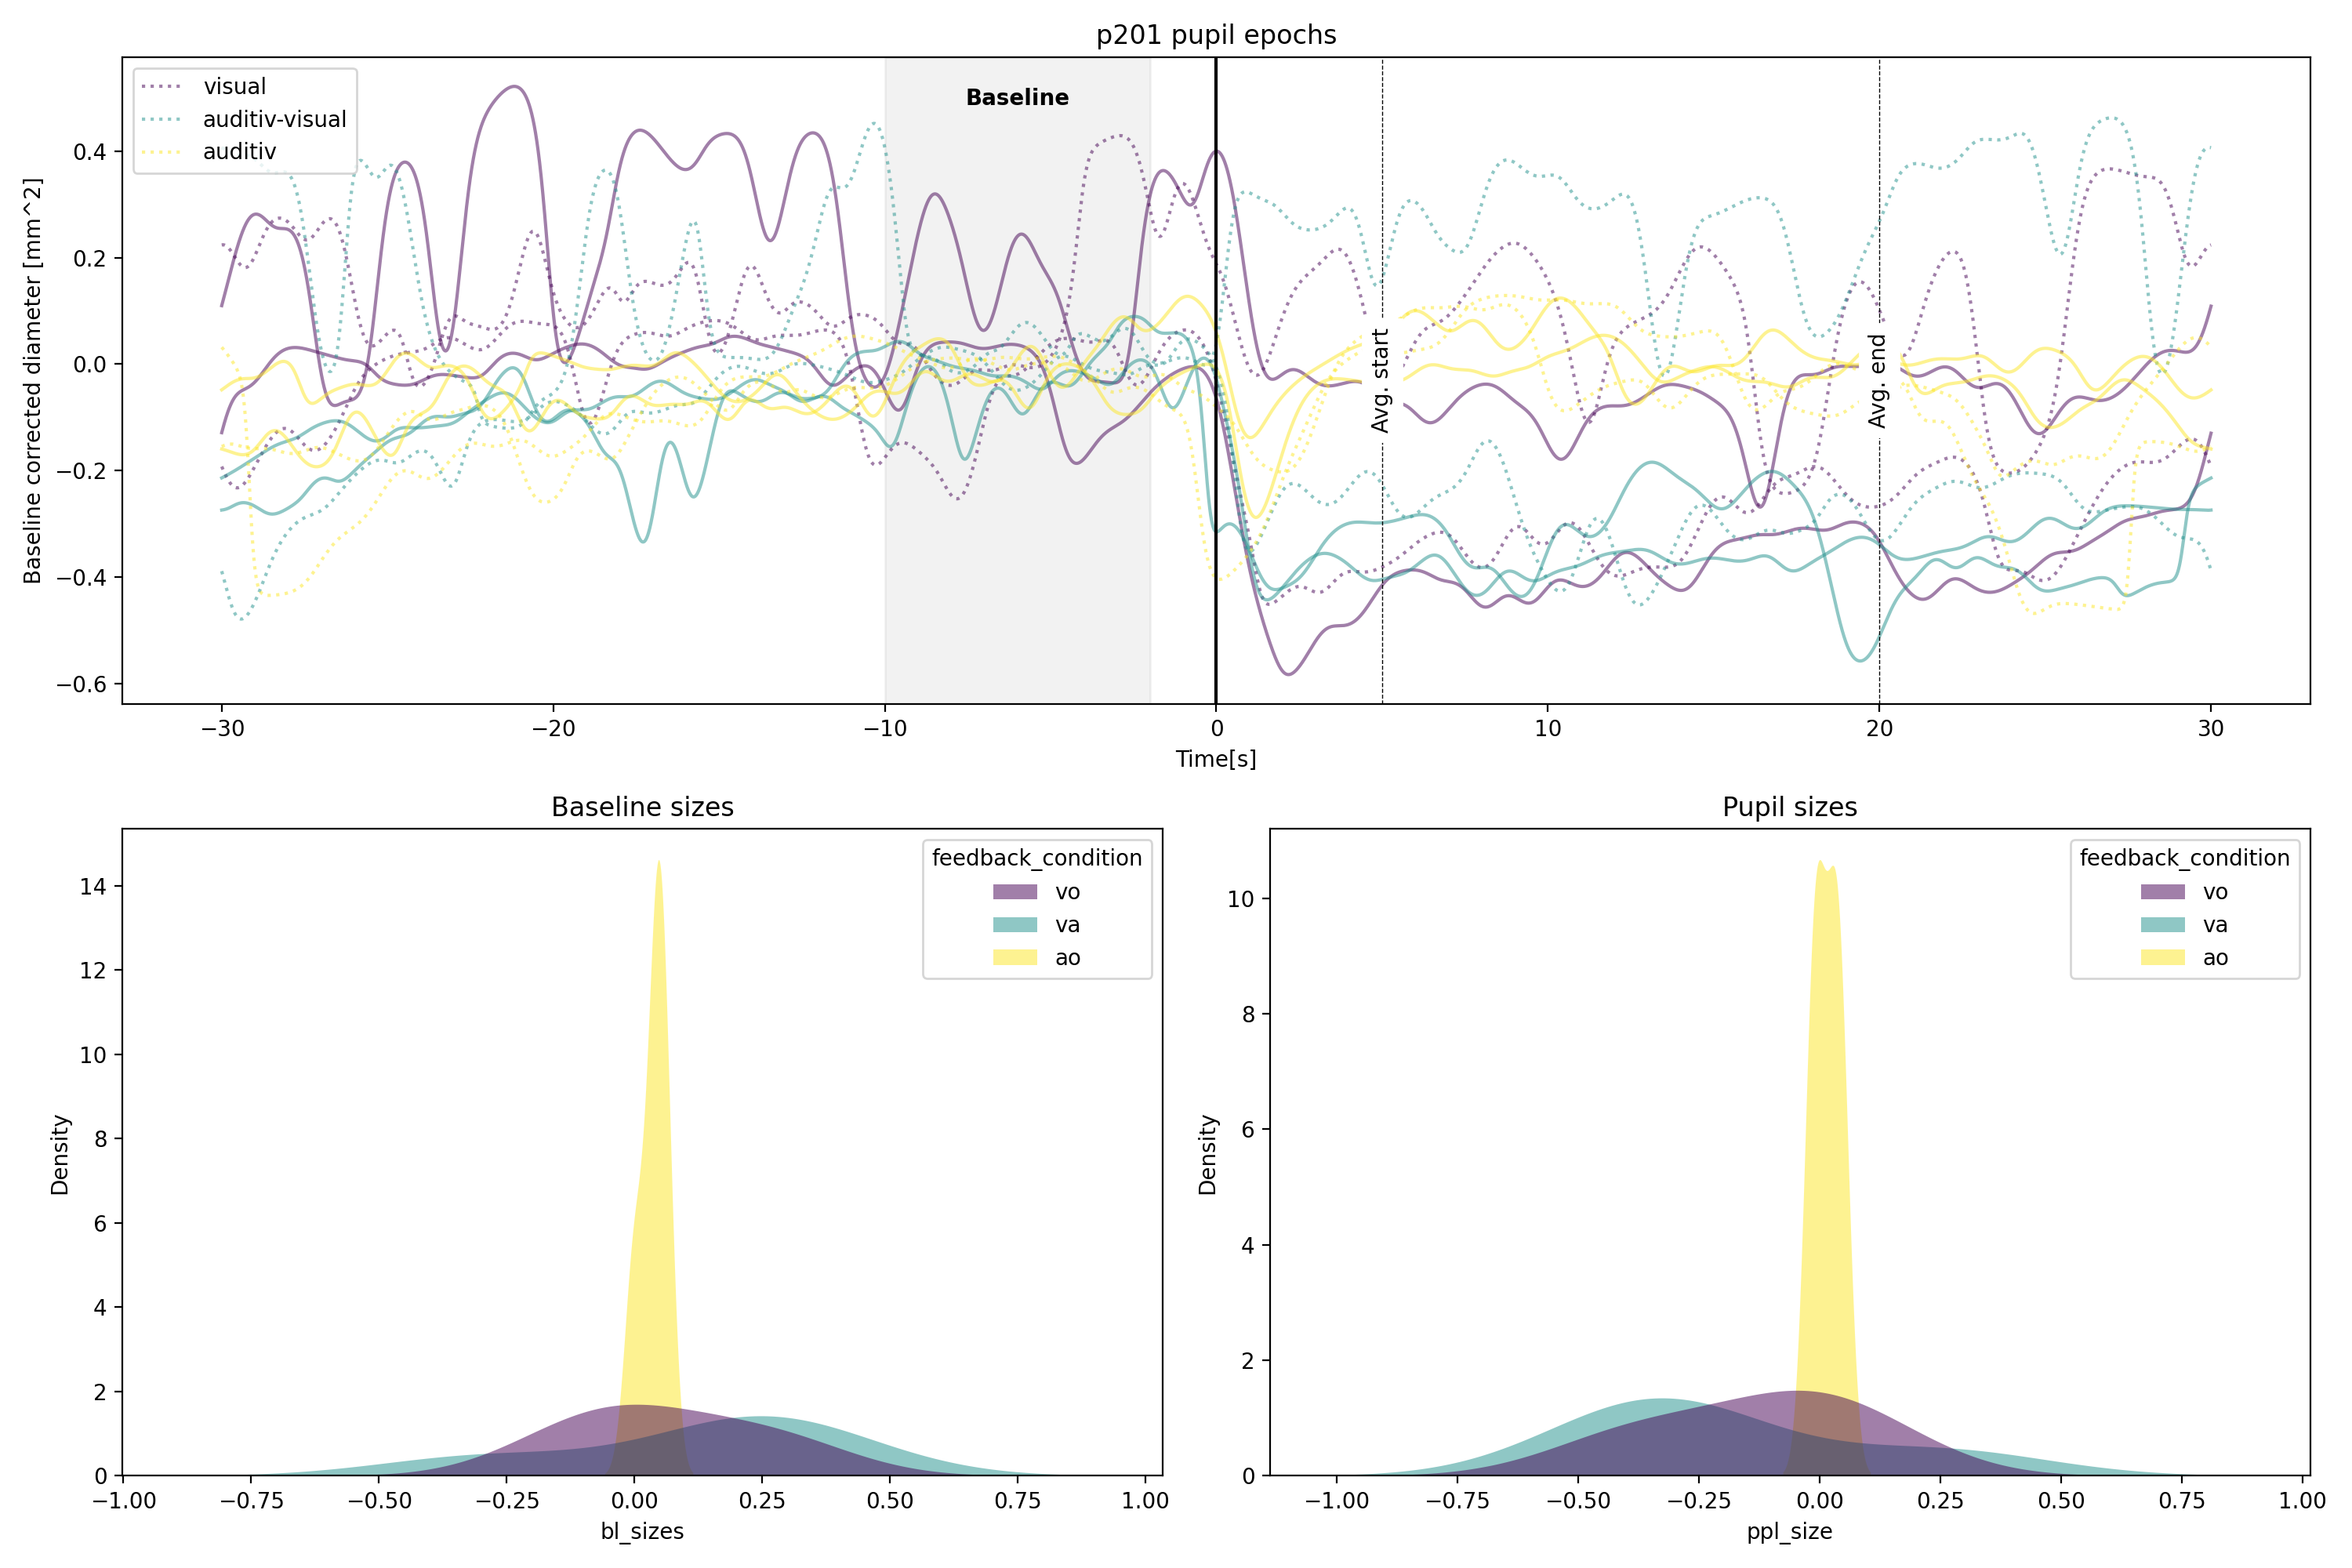 p201 pupil epochs
visual
auditiv-visual
auditiv
Baseline
Avg. start
Avg. end
Baseline corrected diameter [mm^2]
0.4
0.2
0.0
−0.2
−0.4
−0.6
−30
−20
−10
0
10
20
30
Time[s]
Baseline sizes
feedback_condition
vo
va
ao
Density
14
12
10
8
6
4
2
0
−1.00
−0.75
−0.50
−0.25
0.00
0.25
0.50
0.75
1.00
bl_sizes
Pupil sizes
feedback_condition
vo
va
ao
Density
10
8
6
4
2
0
−1.00
−0.75
−0.50
−0.25
0.00
0.25
0.50
0.75
1.00
ppl_size